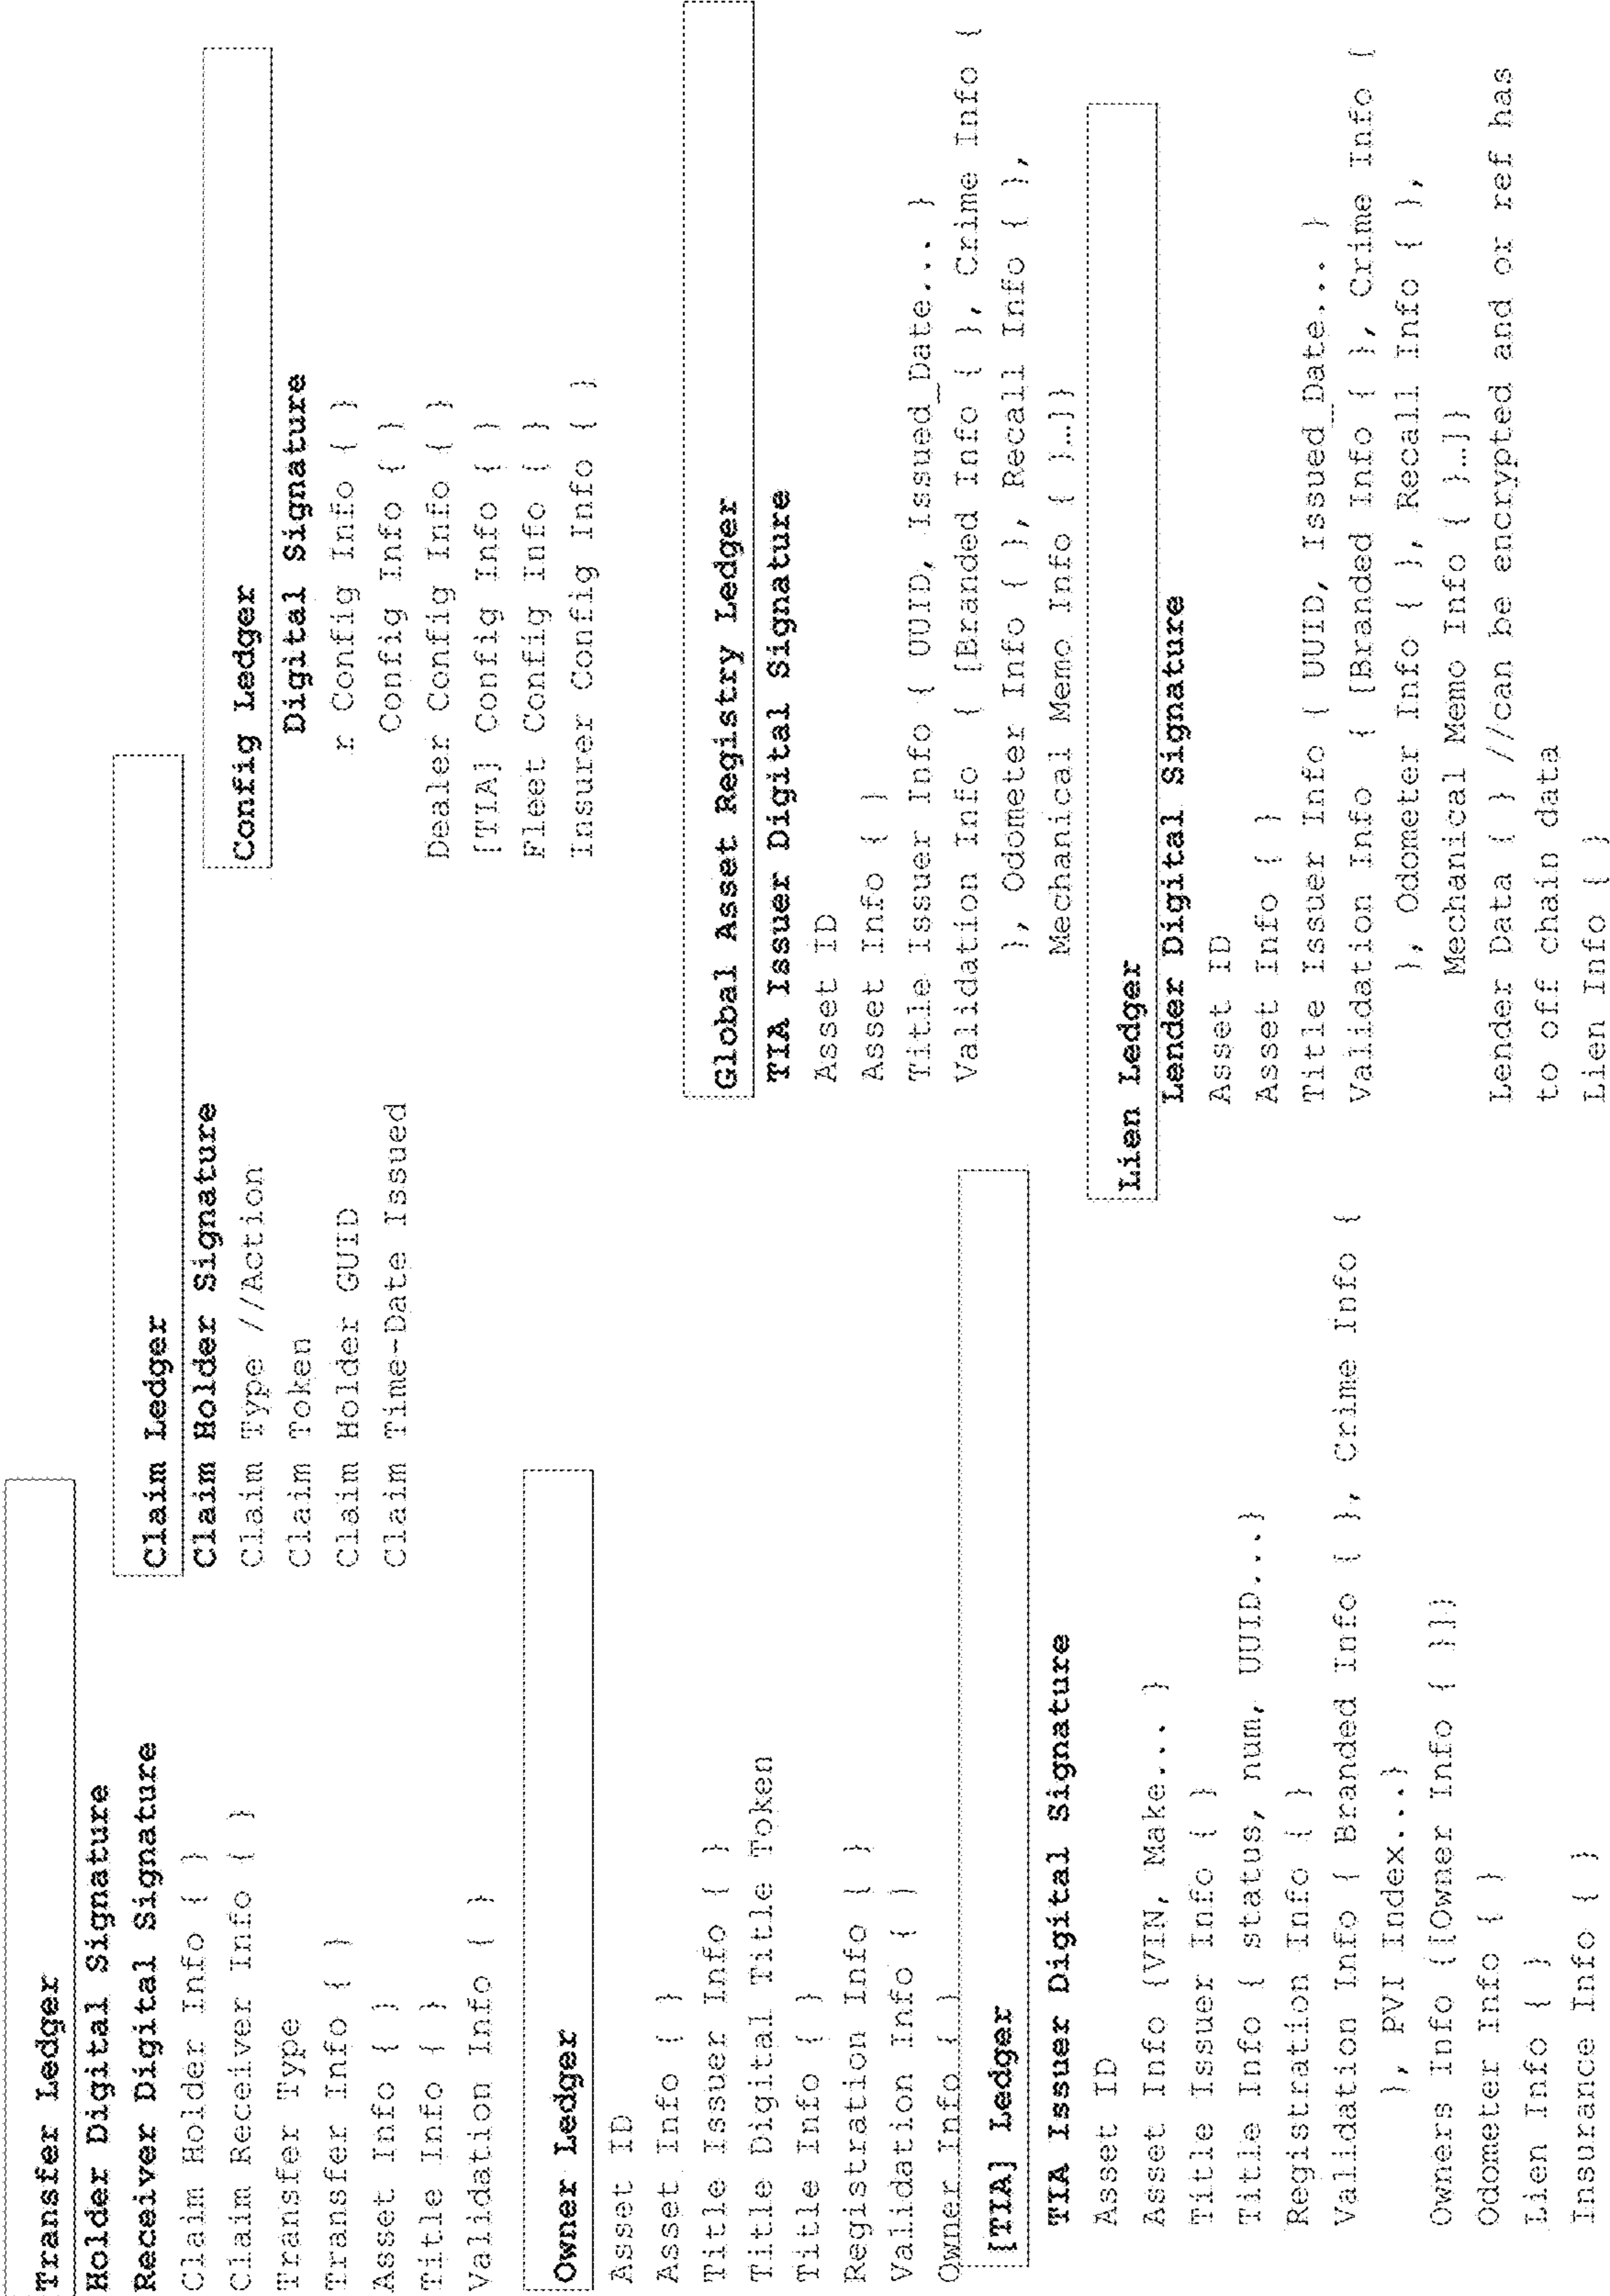 Transfer Ledger
Holder Digital Signature
Receiver Digital Signature
Claim Holder Info { }
Claim Receiver Info { }
Transfer Type
Transfer Info { }
Asset Info { }
Title Info { }
Validation Info { }
Claim Ledger
Claim Holder Signature
Claim Type //Action
Claim Token
Claim Holder GUID
Claim Time-Date Issued
Config Ledger
Digital Signature
r Config Info { }
Config Info { }
Dealer Config Info { }
[TIA] Config Info { }
Fleet Config Info { }
Insurer Config Info { }
Owner Ledger
Asset ID
Asset Info { }
Title Issuer Info { }
Title Digital Title Token
Title Info { }
Registration Info { }
Validation Info { }
Owner Info { }
[TIA] Ledger
TIA Issuer Digital Signature
Asset ID
Asset Info {VIN, Make... }
Title Issuer Info { }
Title Info { status, num, UUID...}
Registration Info { }
Validation Info { Branded Info { }, Crime Info {
}, PVI Index...}
Owners Info {[Owner Info { }]}
Odometer Info { }
Lien Info { }
Insurance Info { }
Global Asset Registry Ledger
TIA Issuer Digital Signature
Asset ID
Asset Info { }
Title Issuer Info { UUID, Issued_Date... }
Validation Info { [Branded Info { }, Crime Info {
}, Odometer Info { }, Recall Info { },
Mechanical Memo Info { }…]}
Lien Ledger
Lender Digital Signature
Asset ID
Asset Info { }
Title Issuer Info { UUID, Issued_Date... }
Validation Info { [Branded Info { }, Crime Info {
}, Odometer Info { }, Recall Info { },
Mechanical Memo Info { }…]}
Lender Data { } //can be encrypted and or ref has
to off chain data
Lien Info { }